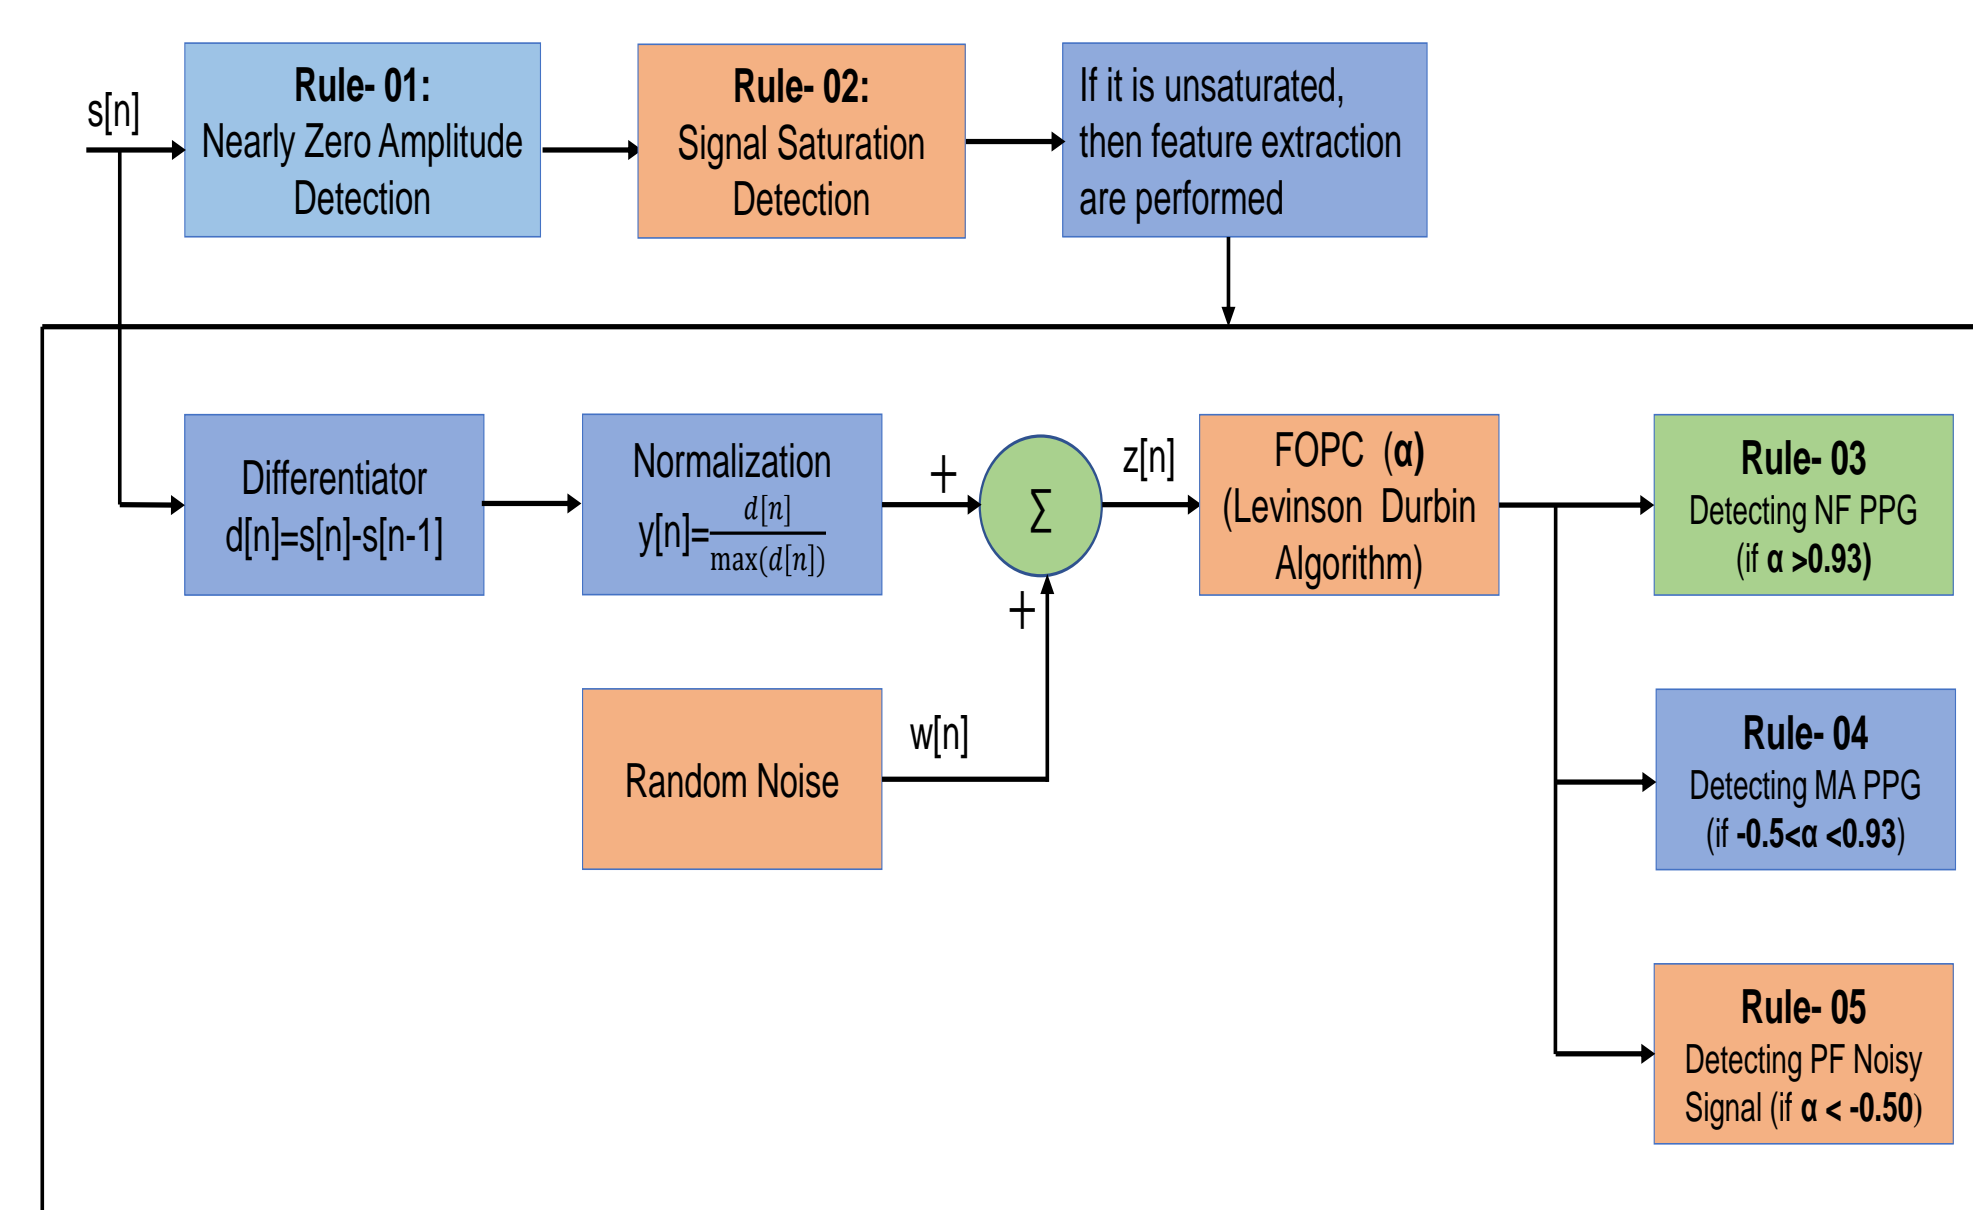 s[n]
Rule- 01:
Nearly Zero Amplitude
Detection
Rule- 02:
Signal Saturation
Detection
If it is unsaturated,
then feature extraction
are performed
Differentiator
d[n]=s[n]-s[n-1]
Normalization
y[n]=d[n]/max(d[n])
+
+
Σ
z[n]
FOPC (α)
(Levinson Durbin
Algorithm)
Rule- 03
Detecting NF PPG
(if α >0.93)
Random Noise
w[n]
Rule- 04
Detecting MA PPG
(if -0.5<α <0.93)
Rule- 05
Detecting PF Noisy
Signal (if α < -0.50)